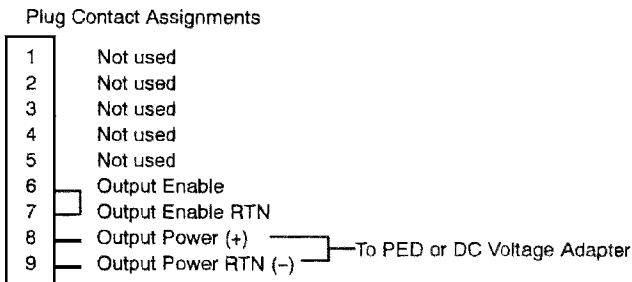 Plug Contact Assignments
1 Not used
2 Not used
3 Not used
4 Not used
5 Not used
6 Output Enable
7 Output Enable RTN
8 Output Power (+)
To PED or DC Voltage Adapter
9 Output Power RTN (–)